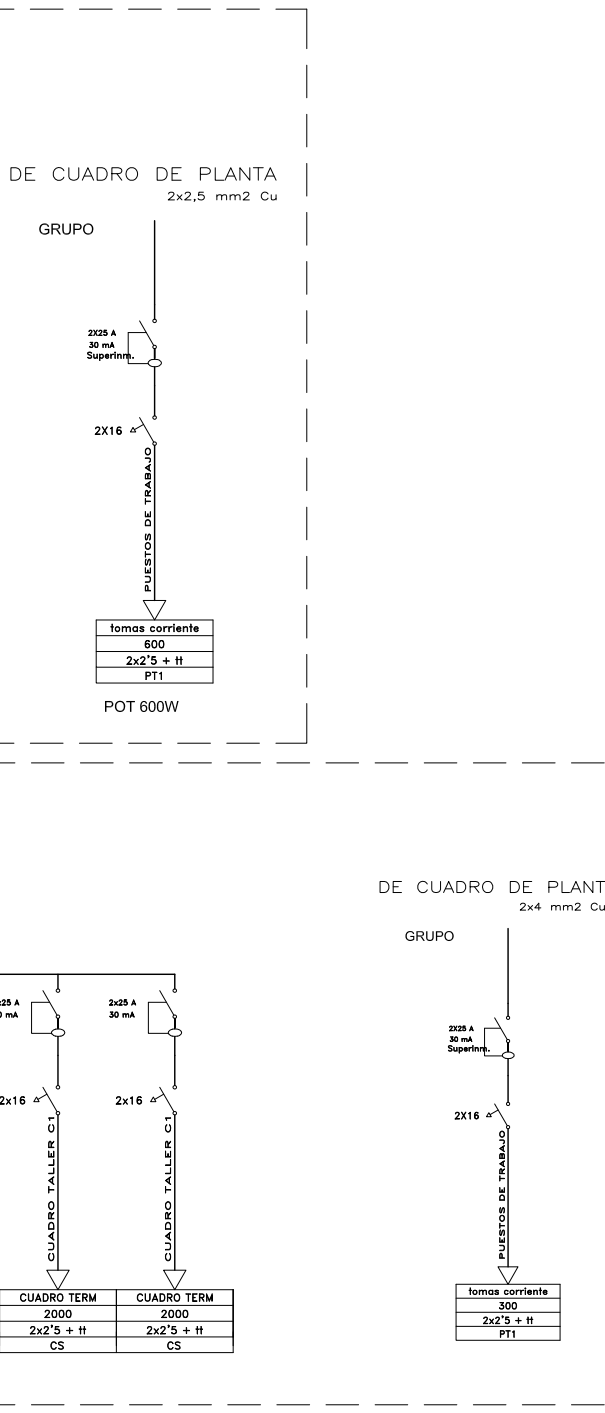 DE CUADRO DE PLANTA
2x2,5 mm2 Cu
GRUPO
2X25 A
30 mA
Superinm.
2X16
PUESTOS DE TRABAJO
tomas corriente
600
2x2'5 + tt
PT1
POT 600W
DE CUADRO DE PLANT
2x4 mm2 Cu
GRUPO
x25 A
0 mA
2x16
CUADRO TALLER C1
CUADRO TERM
2000
2x2'5 + tt
CS
2x25 A
30 mA
2x16
CUADRO TALLER C1
CUADRO TERM
2000
2x2'5 + tt
CS
2X25 A
30 mA
Superinm.
2X16
PUESTOS DE TRABAJO
tomas corriente
300
2x2'5 + tt
PT1